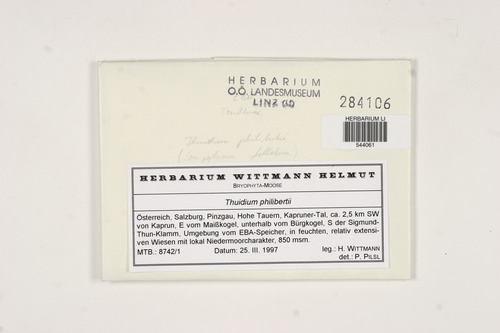 HERBARIUM
O.Ö. LANDESMUSEUM
LINZ/D
284106
HERBARIUM LI
544061
Thuidium philibertii
HERBARIUM WITTMANN HELMUT
BRYOPHYTA-MOOSE
Thuidium philibertii
Österreich, Salzburg, Pinzgau, Hohe Tauern, Kapruner-Tal, ca. 2,5 km SW
von Kaprun, E vom Maißkogel, unterhalb vom Bürgkogel, S der Sigmund-
Thun-Klamm, Umgebung vom EBA-Speicher, in feuchten, relativ extensi-
ven Wiesen mit lokal Niedermoorcharakter, 850 msm.
MTB.: 8742/1 Datum: 25. III. 1997 leg.: H. WITTMANN
det.: P. PILSL